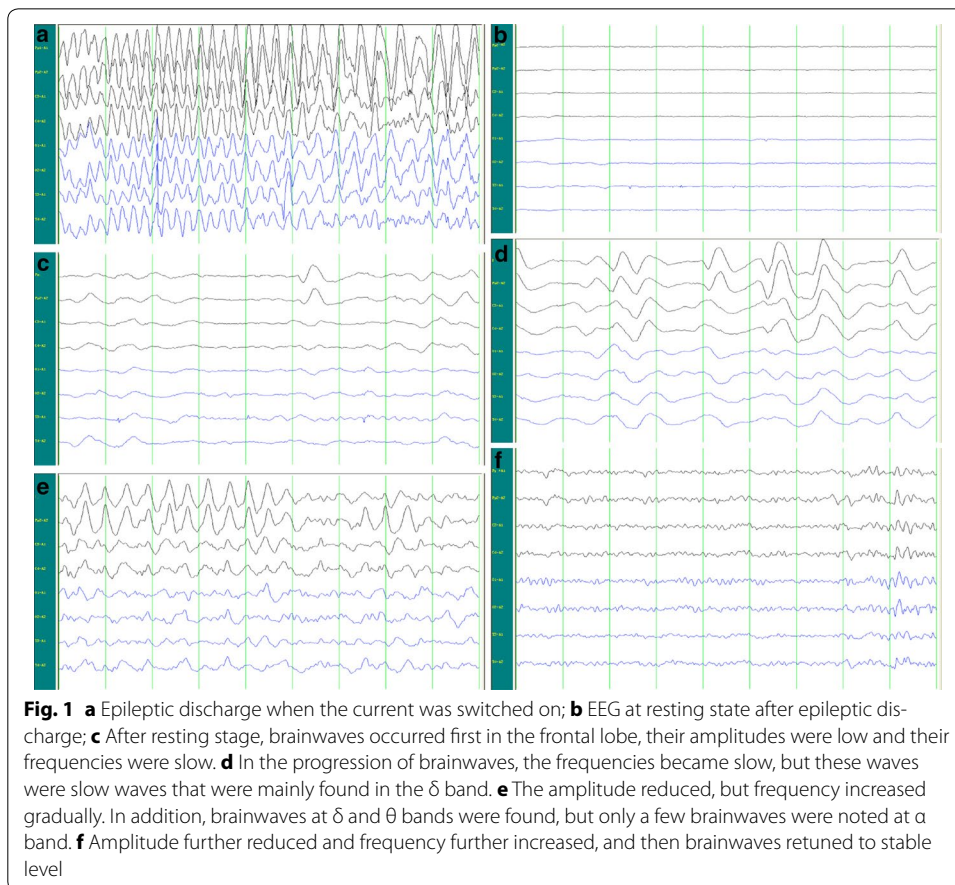 a
b
c
d
e
f
Fig. 1 a Epileptic discharge when the current was switched on; b EEG at resting state after epileptic dis-
charge; c After resting stage, brainwaves occurred first in the frontal lobe, their amplitudes were low and their
frequencies were slow. d In the progression of brainwaves, the frequencies became slow, but these waves
were slow waves that were mainly found in the δ band. e The amplitude reduced, but frequency increased
gradually. In addition, brainwaves at δ and θ bands were found, but only a few brainwaves were noted at α
band. f Amplitude further reduced and frequency further increased, and then brainwaves retuned to stable
level